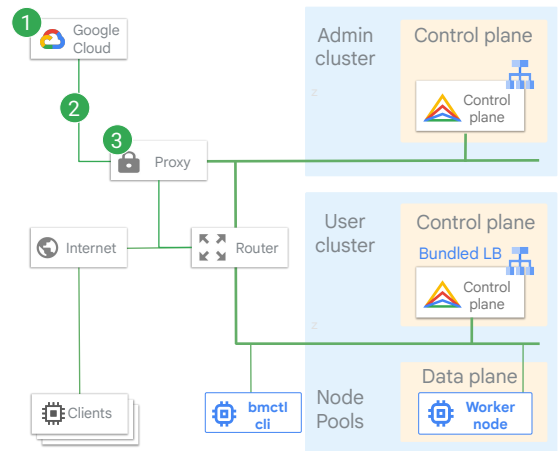 1
Google
Cloud
2
3
Proxy
Internet
Router
Clients
bmctl
cli
Admin
cluster
z
Control plane
Control
plane
User
cluster
z
Control plane
Bundled LB
Control
plane
Node
Pools
Data plane
Worker
node